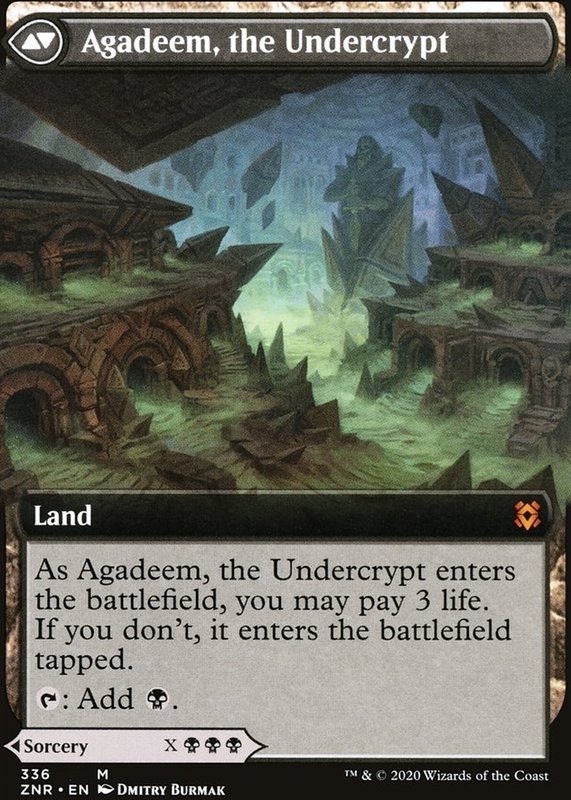 Agadeem, the Undercrypt
Land
As Agadeem, the Undercrypt enters
the battlefield, you may pay 3 life.
If you don't, it enters the battlefield
tapped.
: Add .
Sorcery X
336 M
ZNR • EN Dmitry Burmak
™ & © 2020 Wizards of the Coast